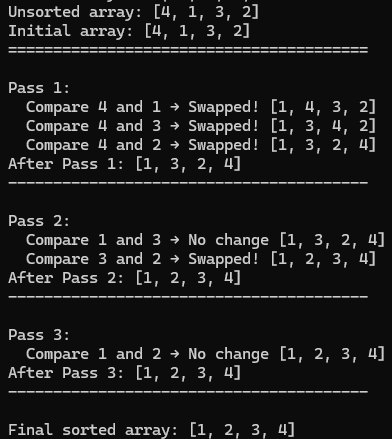 Unsorted array: [4, 1, 3, 2]
Initial array: [4, 1, 3, 2]
========================================
Pass 1:
Compare 4 and 1 → Swapped! [1, 4, 3, 2]
Compare 4 and 3 → Swapped! [1, 3, 4, 2]
Compare 4 and 2 → Swapped! [1, 3, 2, 4]
After Pass 1: [1, 3, 2, 4]
----------------------------------------
Pass 2:
Compare 1 and 3 → No change [1, 3, 2, 4]
Compare 3 and 2 → Swapped! [1, 2, 3, 4]
After Pass 2: [1, 2, 3, 4]
----------------------------------------
Pass 3:
Compare 1 and 2 → No change [1, 2, 3, 4]
After Pass 3: [1, 2, 3, 4]
----------------------------------------
Final sorted array: [1, 2, 3, 4]